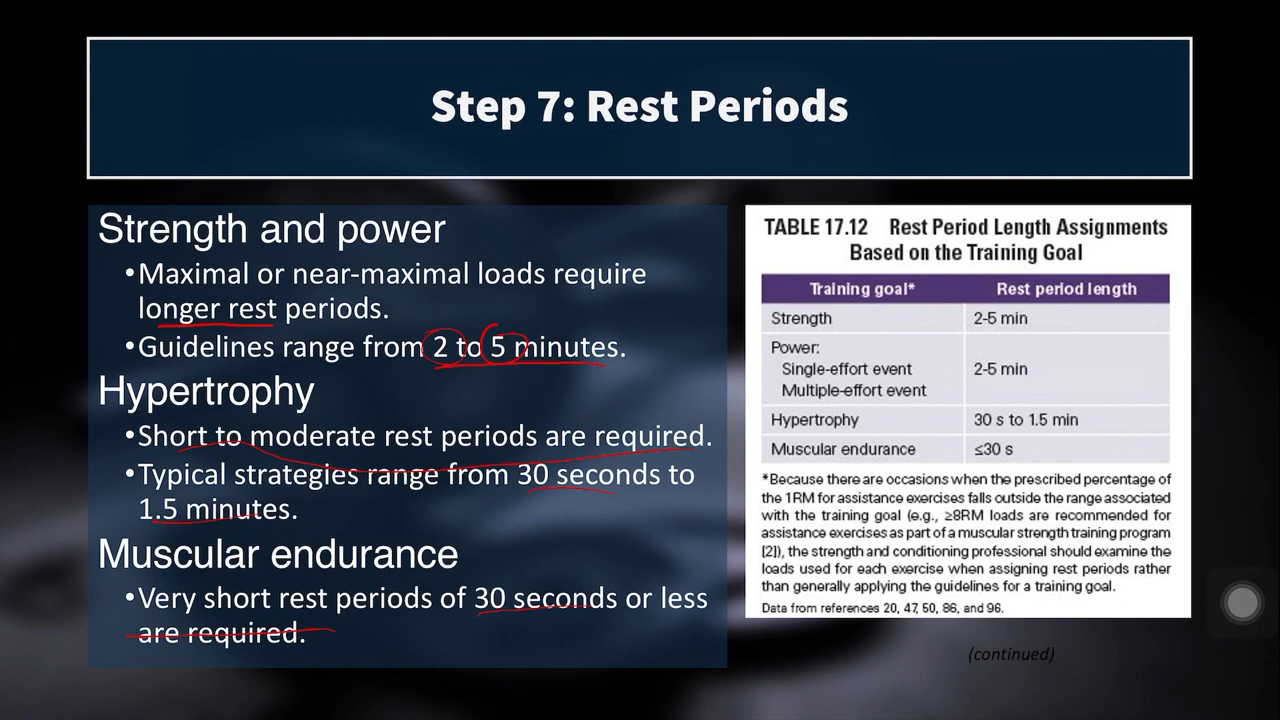 Step 7: Rest Periods
Strength and power
•Maximal or near-maximal loads require
longer rest periods.
•Guidelines range from 2 to 5 minutes.
Hypertrophy
•Short to moderate rest periods are required.
•Typical strategies range from 30 seconds to
1.5 minutes.
Muscular endurance
•Very short rest periods of 30 seconds or less
are required.
TABLE 17.12 Rest Period Length Assignments
Based on the Training Goal
Training goal* Rest period length
Strength 2-5 min
Power:
Single-effort event 2-5 min
Multiple-effort event
Hypertrophy 30 s to 1.5 min
Muscular endurance ≤30 s
*Because there are occasions when the prescribed percentage of
the 1RM for assistance exercises falls outside the range associated
with the training goal (e.g., ≥8RM loads are recommended for
assistance exercises as part of a muscular strength training program
[2]), the strength and conditioning professional should examine the
loads used for each exercise when assigning rest periods rather
than generally applying the guidelines for a training goal.
Data from references 20, 47, 50, 86, and 96.
(continued)